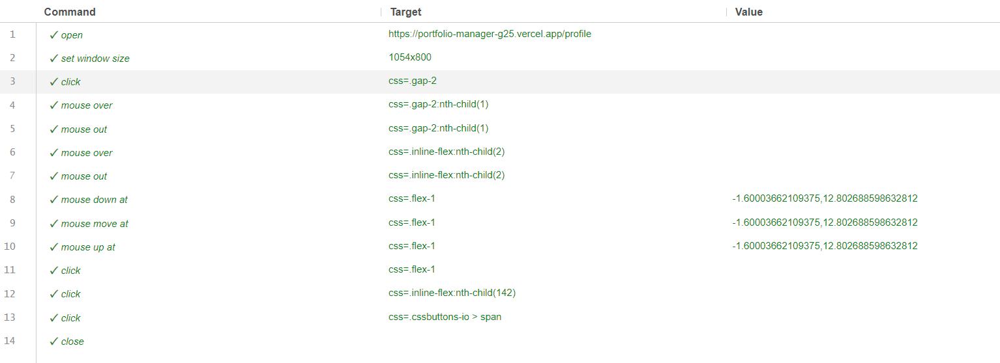 Command Target Value
1 ✓ open https://portfolio-manager-g25.vercel.app/profile
2 ✓ set window size 1054x800
3 ✓ click css=.gap-2
4 ✓ mouse over css=.gap-2:nth-child(1)
5 ✓ mouse out css=.gap-2:nth-child(1)
6 ✓ mouse over css=.inline-flex:nth-child(2)
7 ✓ mouse out css=.inline-flex:nth-child(2)
8 ✓ mouse down at css=.flex-1 -1.60003662109375,12.802688598632812
9 ✓ mouse move at css=.flex-1 -1.60003662109375,12.802688598632812
10 ✓ mouse up at css=.flex-1 -1.60003662109375,12.802688598632812
11 ✓ click css=.flex-1
12 ✓ click css=.inline-flex:nth-child(142)
13 ✓ click css=.cssbuttons-io > span
14 ✓ close